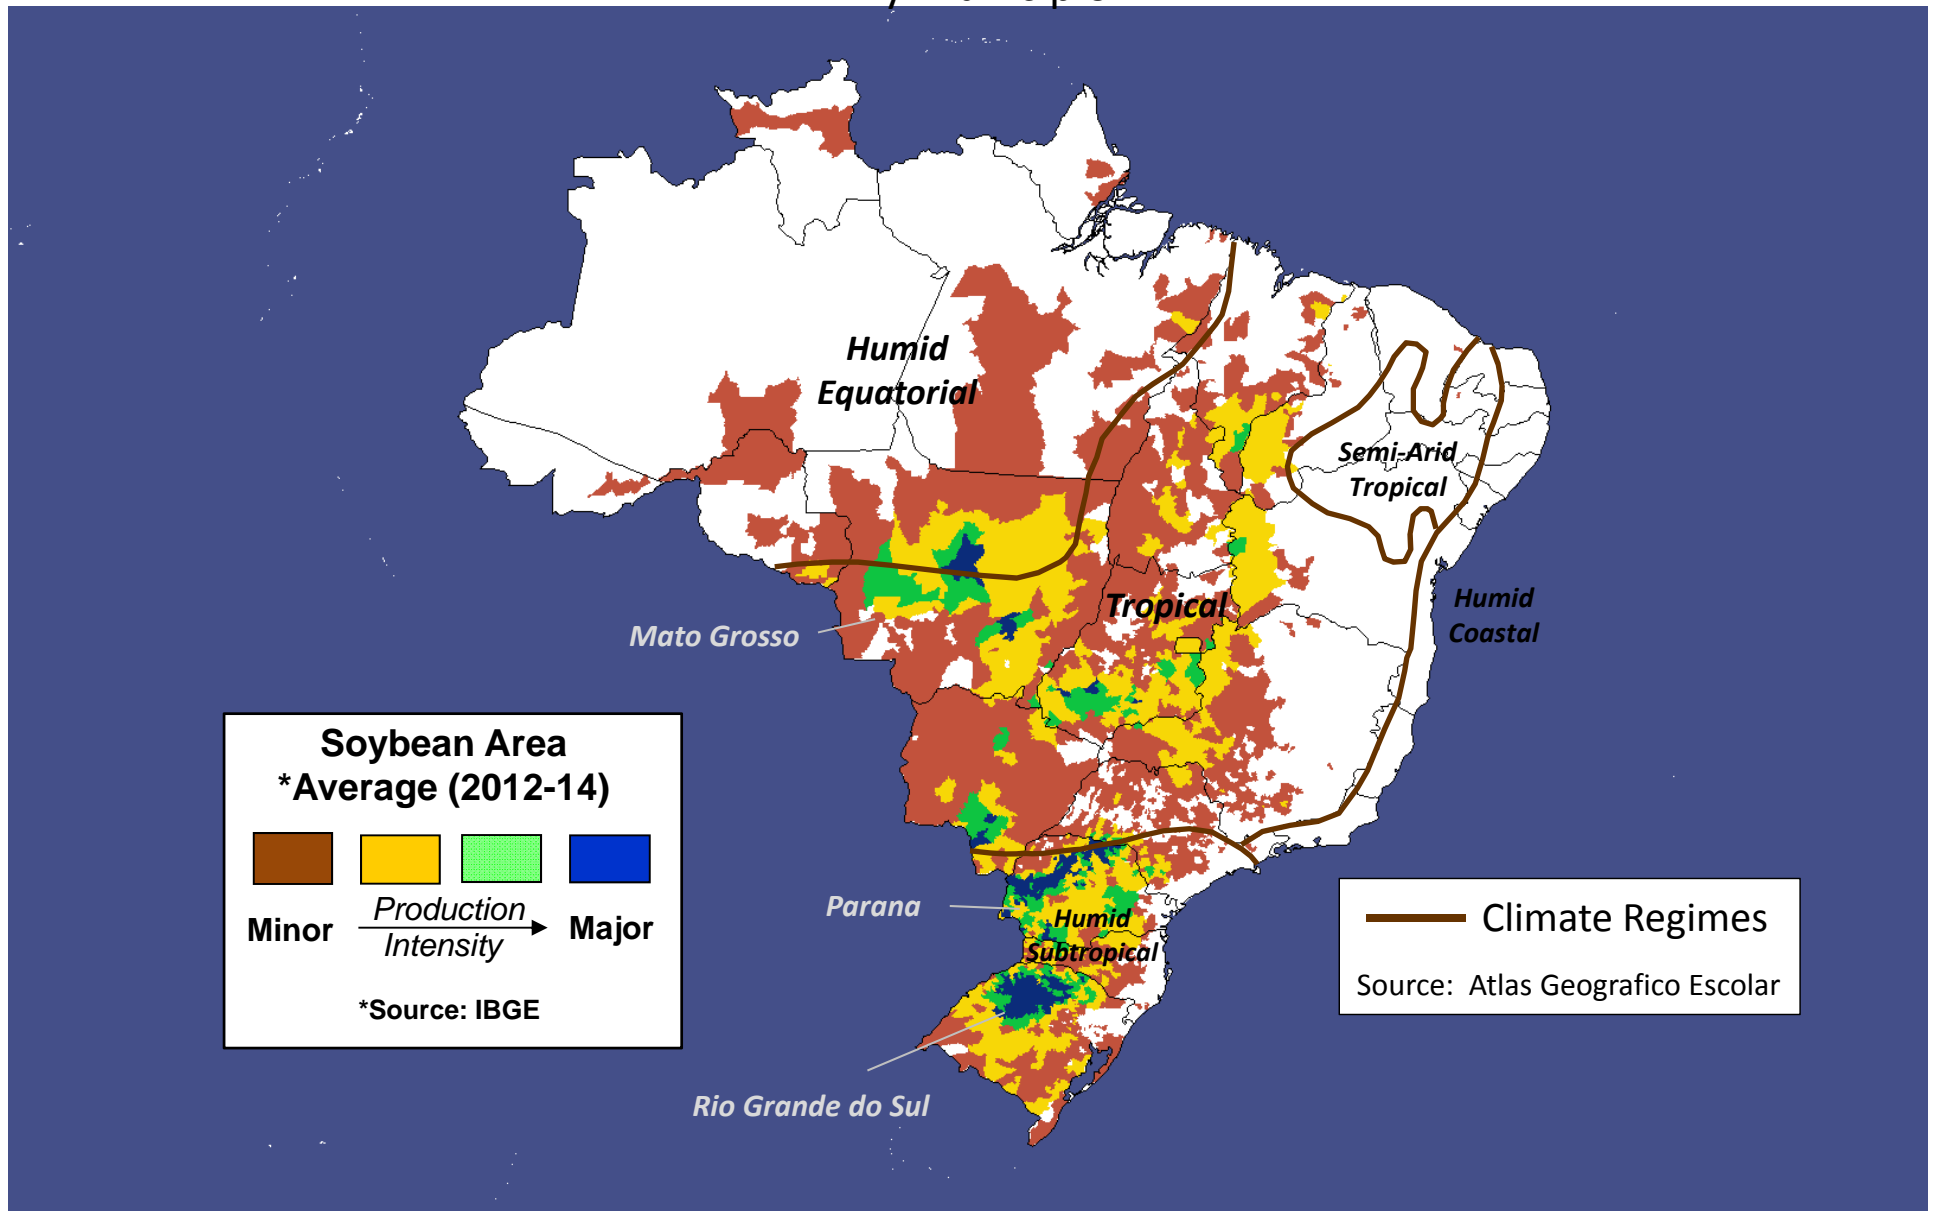 Humid
Equatorial
Semi-Arid
Tropical
Tropical
Humid
Coastal
Mato Grosso
Soybean Area
*Average (2012-14)
Minor
Production
Intensity
Major
*Source: IBGE
Parana
Humid
Subtropical
Rio Grande do Sul
Climate Regimes
Source: Atlas Geografico Escolar